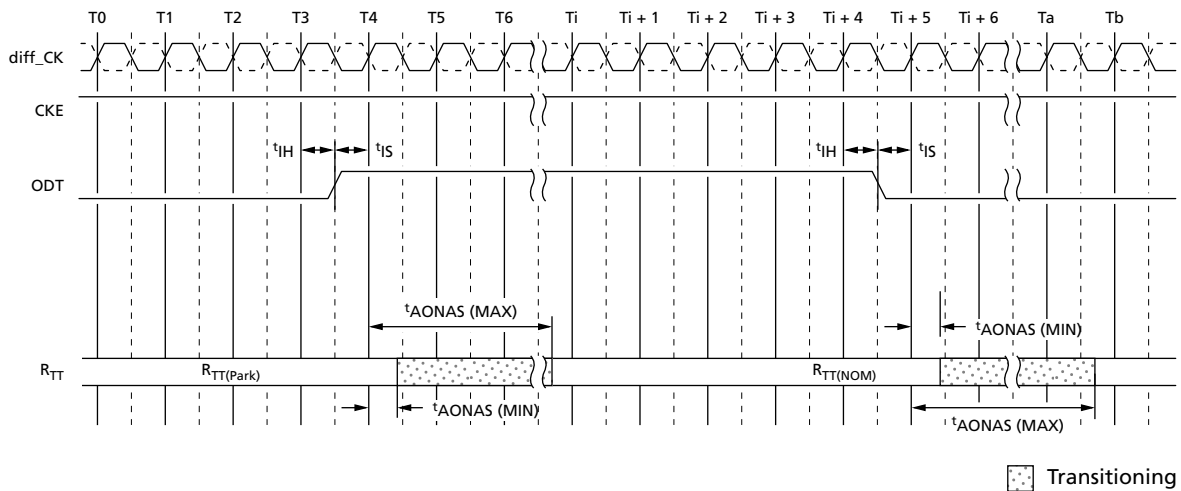 T0 T1 T2 T3 T4 T5 T6 Ti Ti + 1 Ti + 2 Ti + 3 Ti + 4 Ti + 5 Ti + 6 Ta Tb
diff_CK
CKE
tIH tIS tIH tIS
ODT
tAONAS (MAX)
tAONAS (MIN)
RTT RTT(Park) RTT(NOM)
tAONAS (MIN)
tAONAS (MAX)
Transitioning